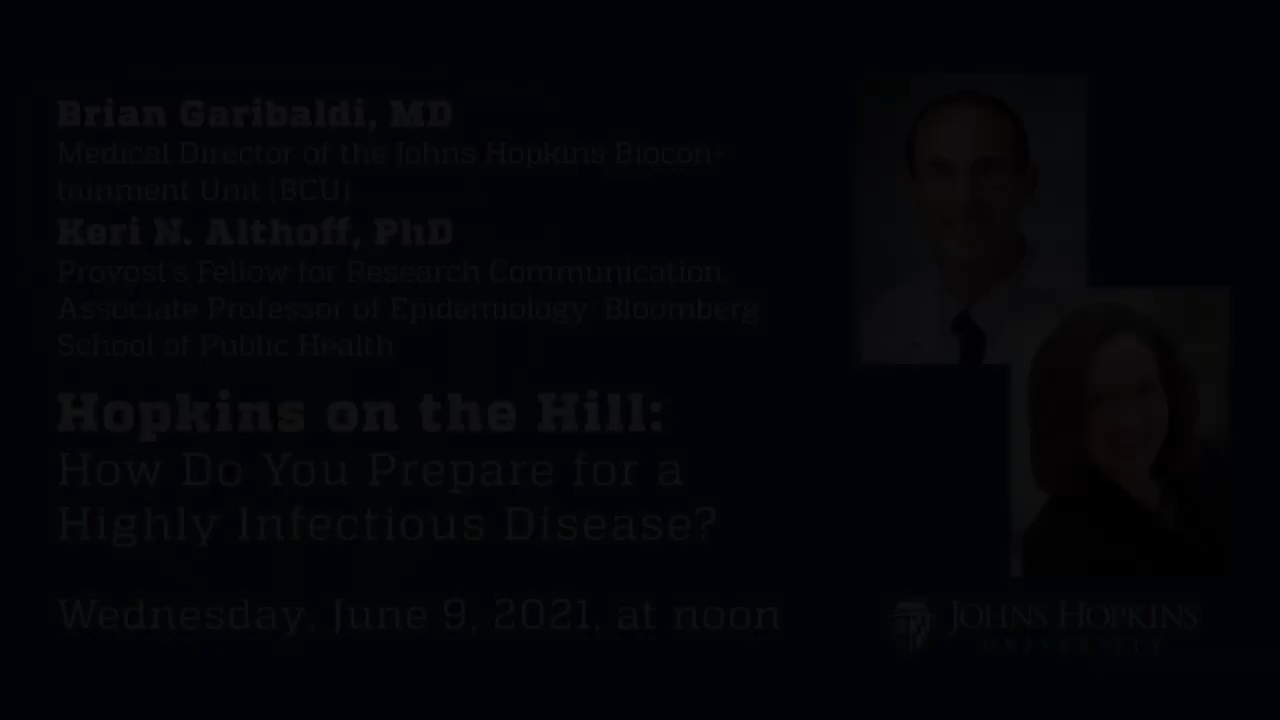 Brian Garibaldi, MD
Medical Director of the Johns Hopkins Biocon-
tainment Unit (BCU)
Keri N. Althoff, PhD
Provost's Fellow for Research Communication,
Associate Professor of Epidemiology, Bloomberg
School of Public Health
Hopkins on the Hill:
How Do You Prepare for a
Highly Infectious Disease?
Wednesday, June 9, 2021, at noon
JOHNS HOPKINS
UNIVERSITY